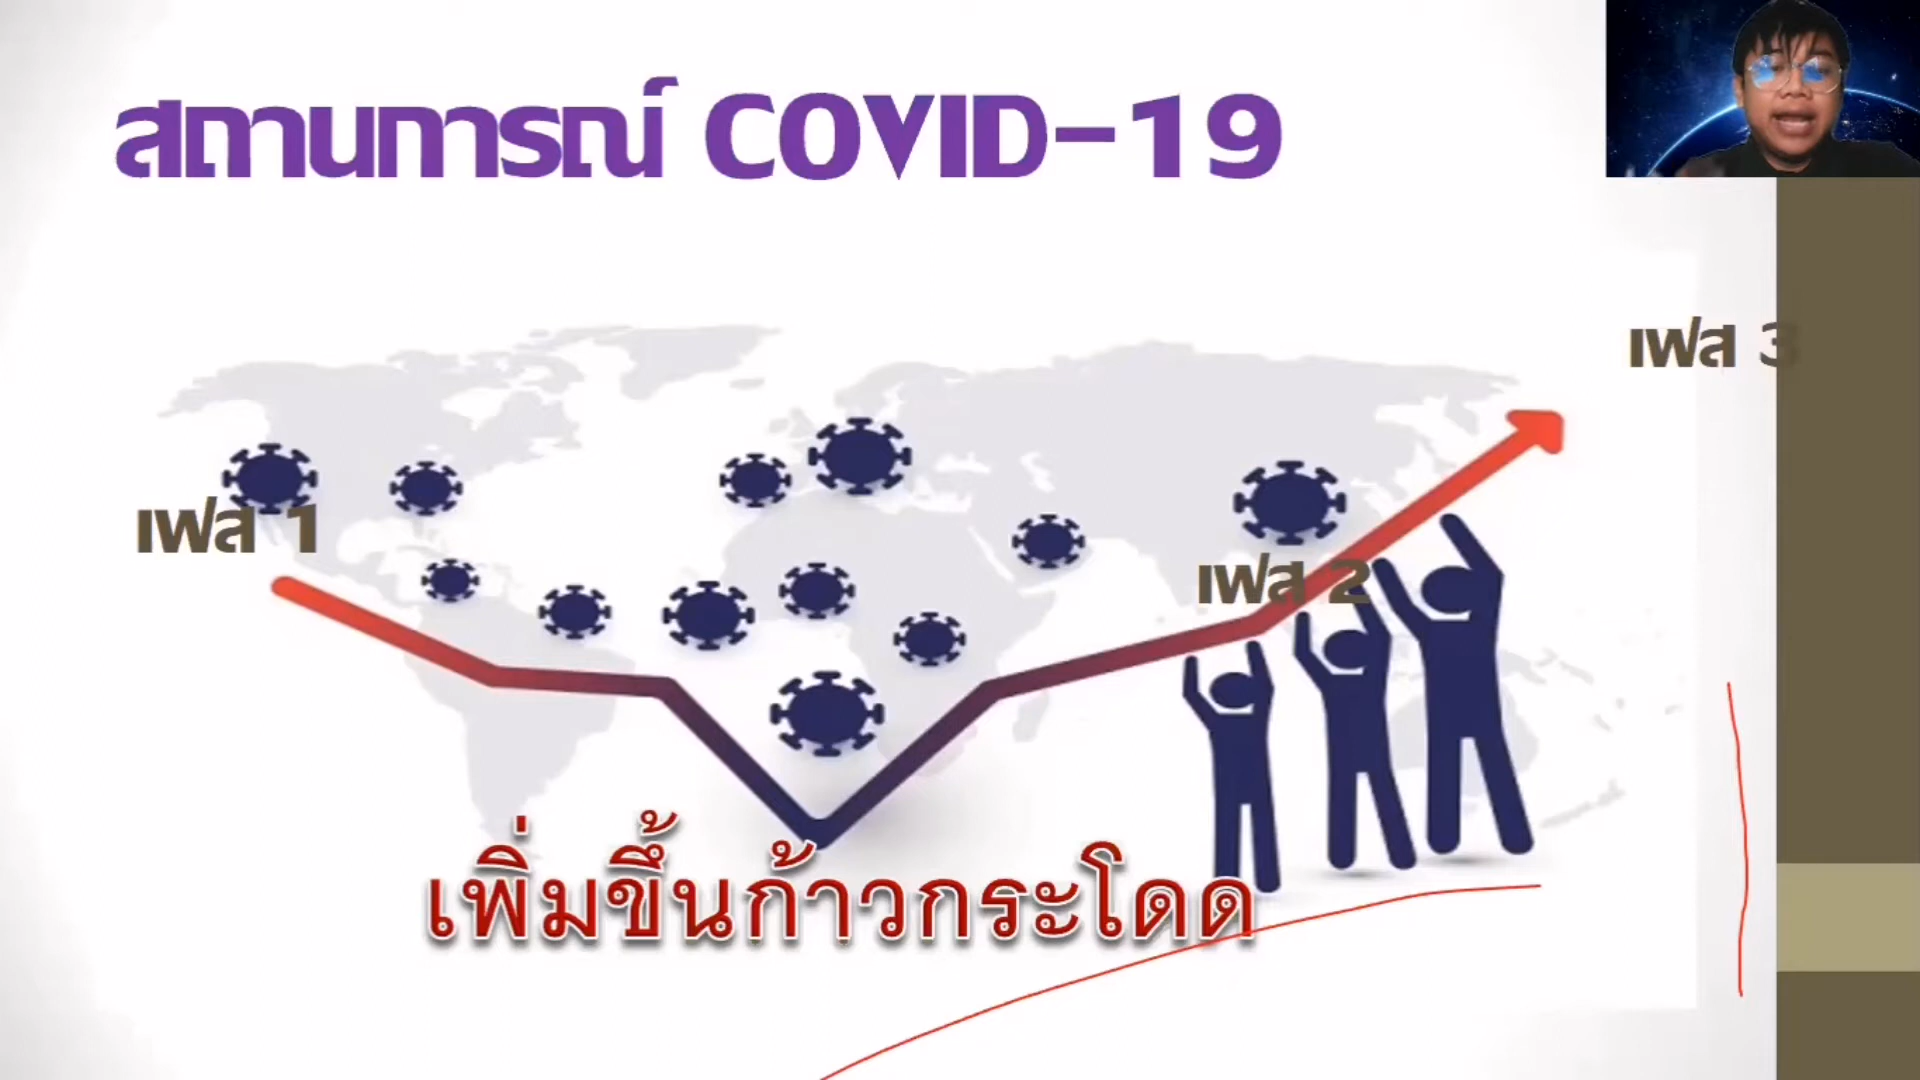 สถานการณ์ COVID-19
เฟส 3
เฟส 1
เฟส 2
เพิ่มขึ้นก้าวกระโดด